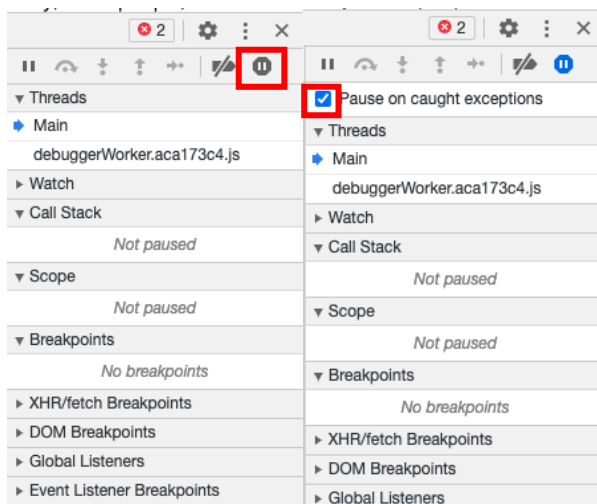 2
Threads
Main
debuggerWorker.aca173c4.js
Watch
Call Stack
Not paused
Scope
Not paused
Breakpoints
No breakpoints
XHR/fetch Breakpoints
DOM Breakpoints
Global Listeners
Event Listener Breakpoints
2
Pause on caught exceptions
Threads
Main
debuggerWorker.aca173c4.js
Watch
Call Stack
Not paused
Scope
Not paused
Breakpoints
No breakpoints
XHR/fetch Breakpoints
DOM Breakpoints
Global Listeners